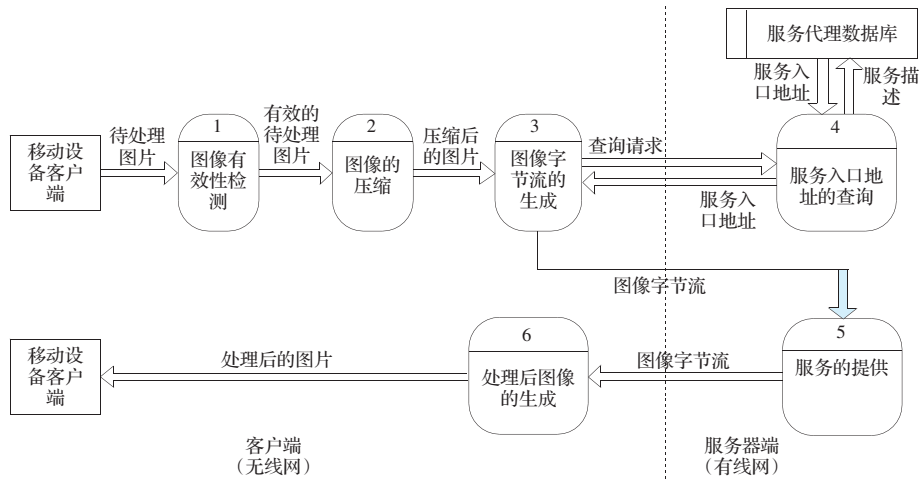 服务代理数据库
服务入
口地址
服务描
述
移动设
备客户
端
待处理
图片
1
图像有
效性检
测
有效的
待处理
图片
2
图像的
压缩
压缩后
的图片
3
图像字
节流的
生成
查询请求
服务入
口地址
4
服务入口地
址的查询
图像字节流
移动设
备客户
端
处理后的图片
6
处理后图像
的生成
图像字节流
5
服务的提供
客户端
（无线网）
服务器端
（有线网）